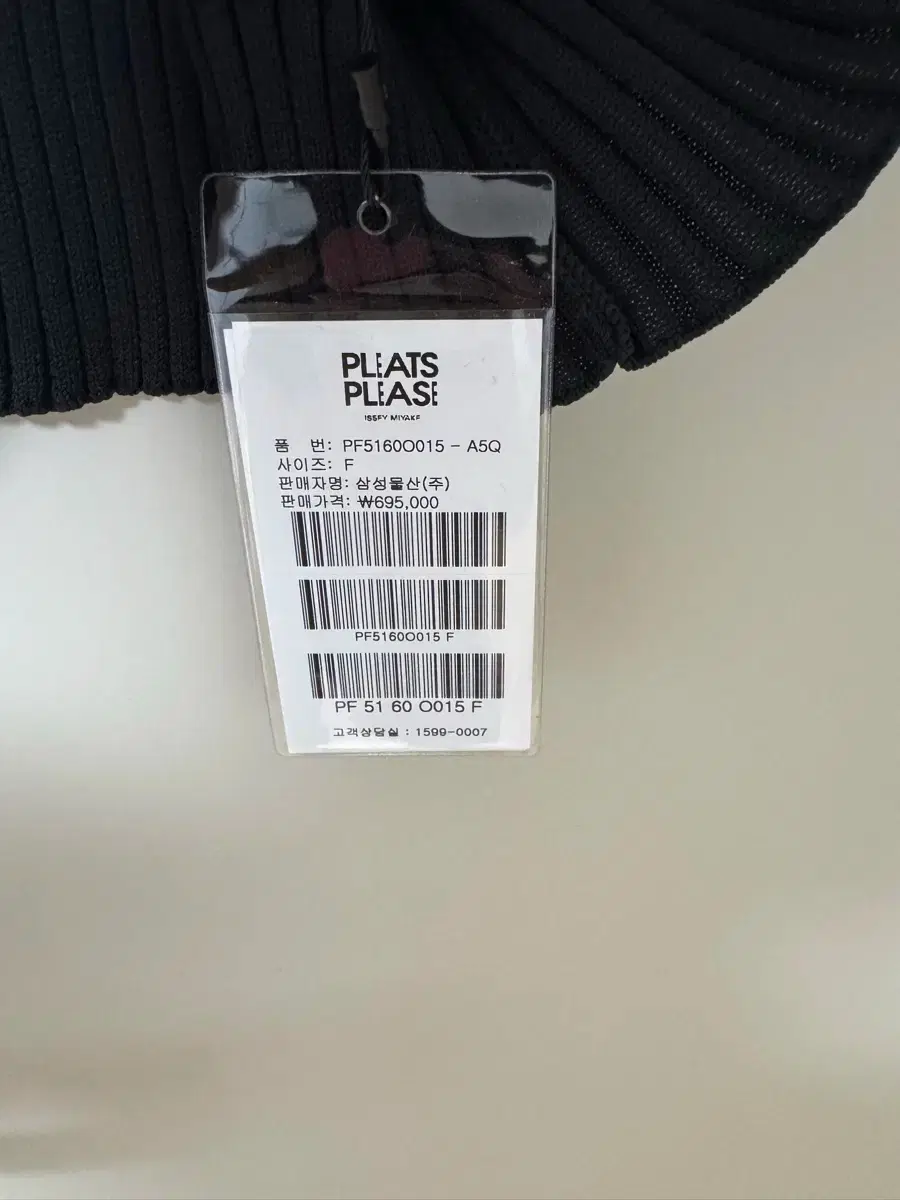 PLEATS
PLEASE
ISSEY MIYAKE
품 번: PF5160O015 - A5Q
사이즈: F
판매자명: 삼성물산(주)
판매가격: ₩695,000
PF5160O015 F
PF 51 60 O015 F
고객상담실 : 1599-0007